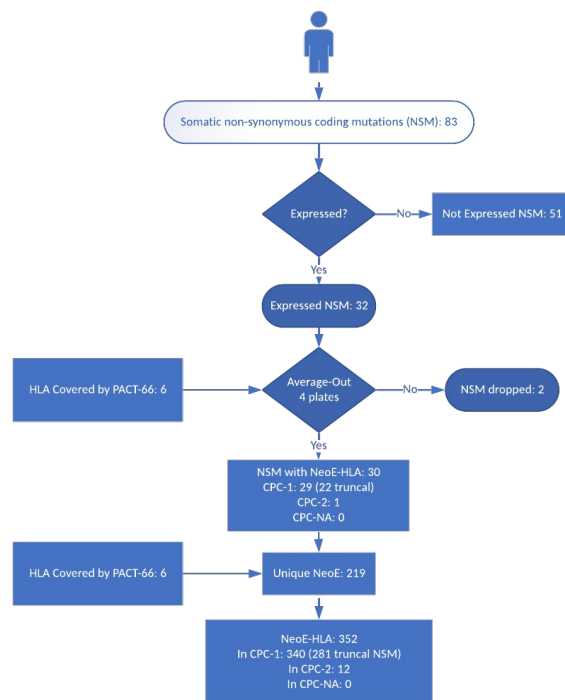 Somatic non-synonymous coding mutations (NSM): 83
Expressed?
No
Not Expressed NSM: 51
Yes
Expressed NSM: 32
HLA Covered by PACT-66: 6
Average-Out
4 plates
No
NSM dropped: 2
Yes
NSM with NeoE-HLA: 30
CPC-1: 29 (22 truncal)
CPC-2: 1
CPC-NA: 0
HLA Covered by PACT-66: 6
Unique NeoE: 219
NeoE-HLA: 352
In CPC-1: 340 (281 truncal NSM)
In CPC-2: 12
In CPC-NA: 0